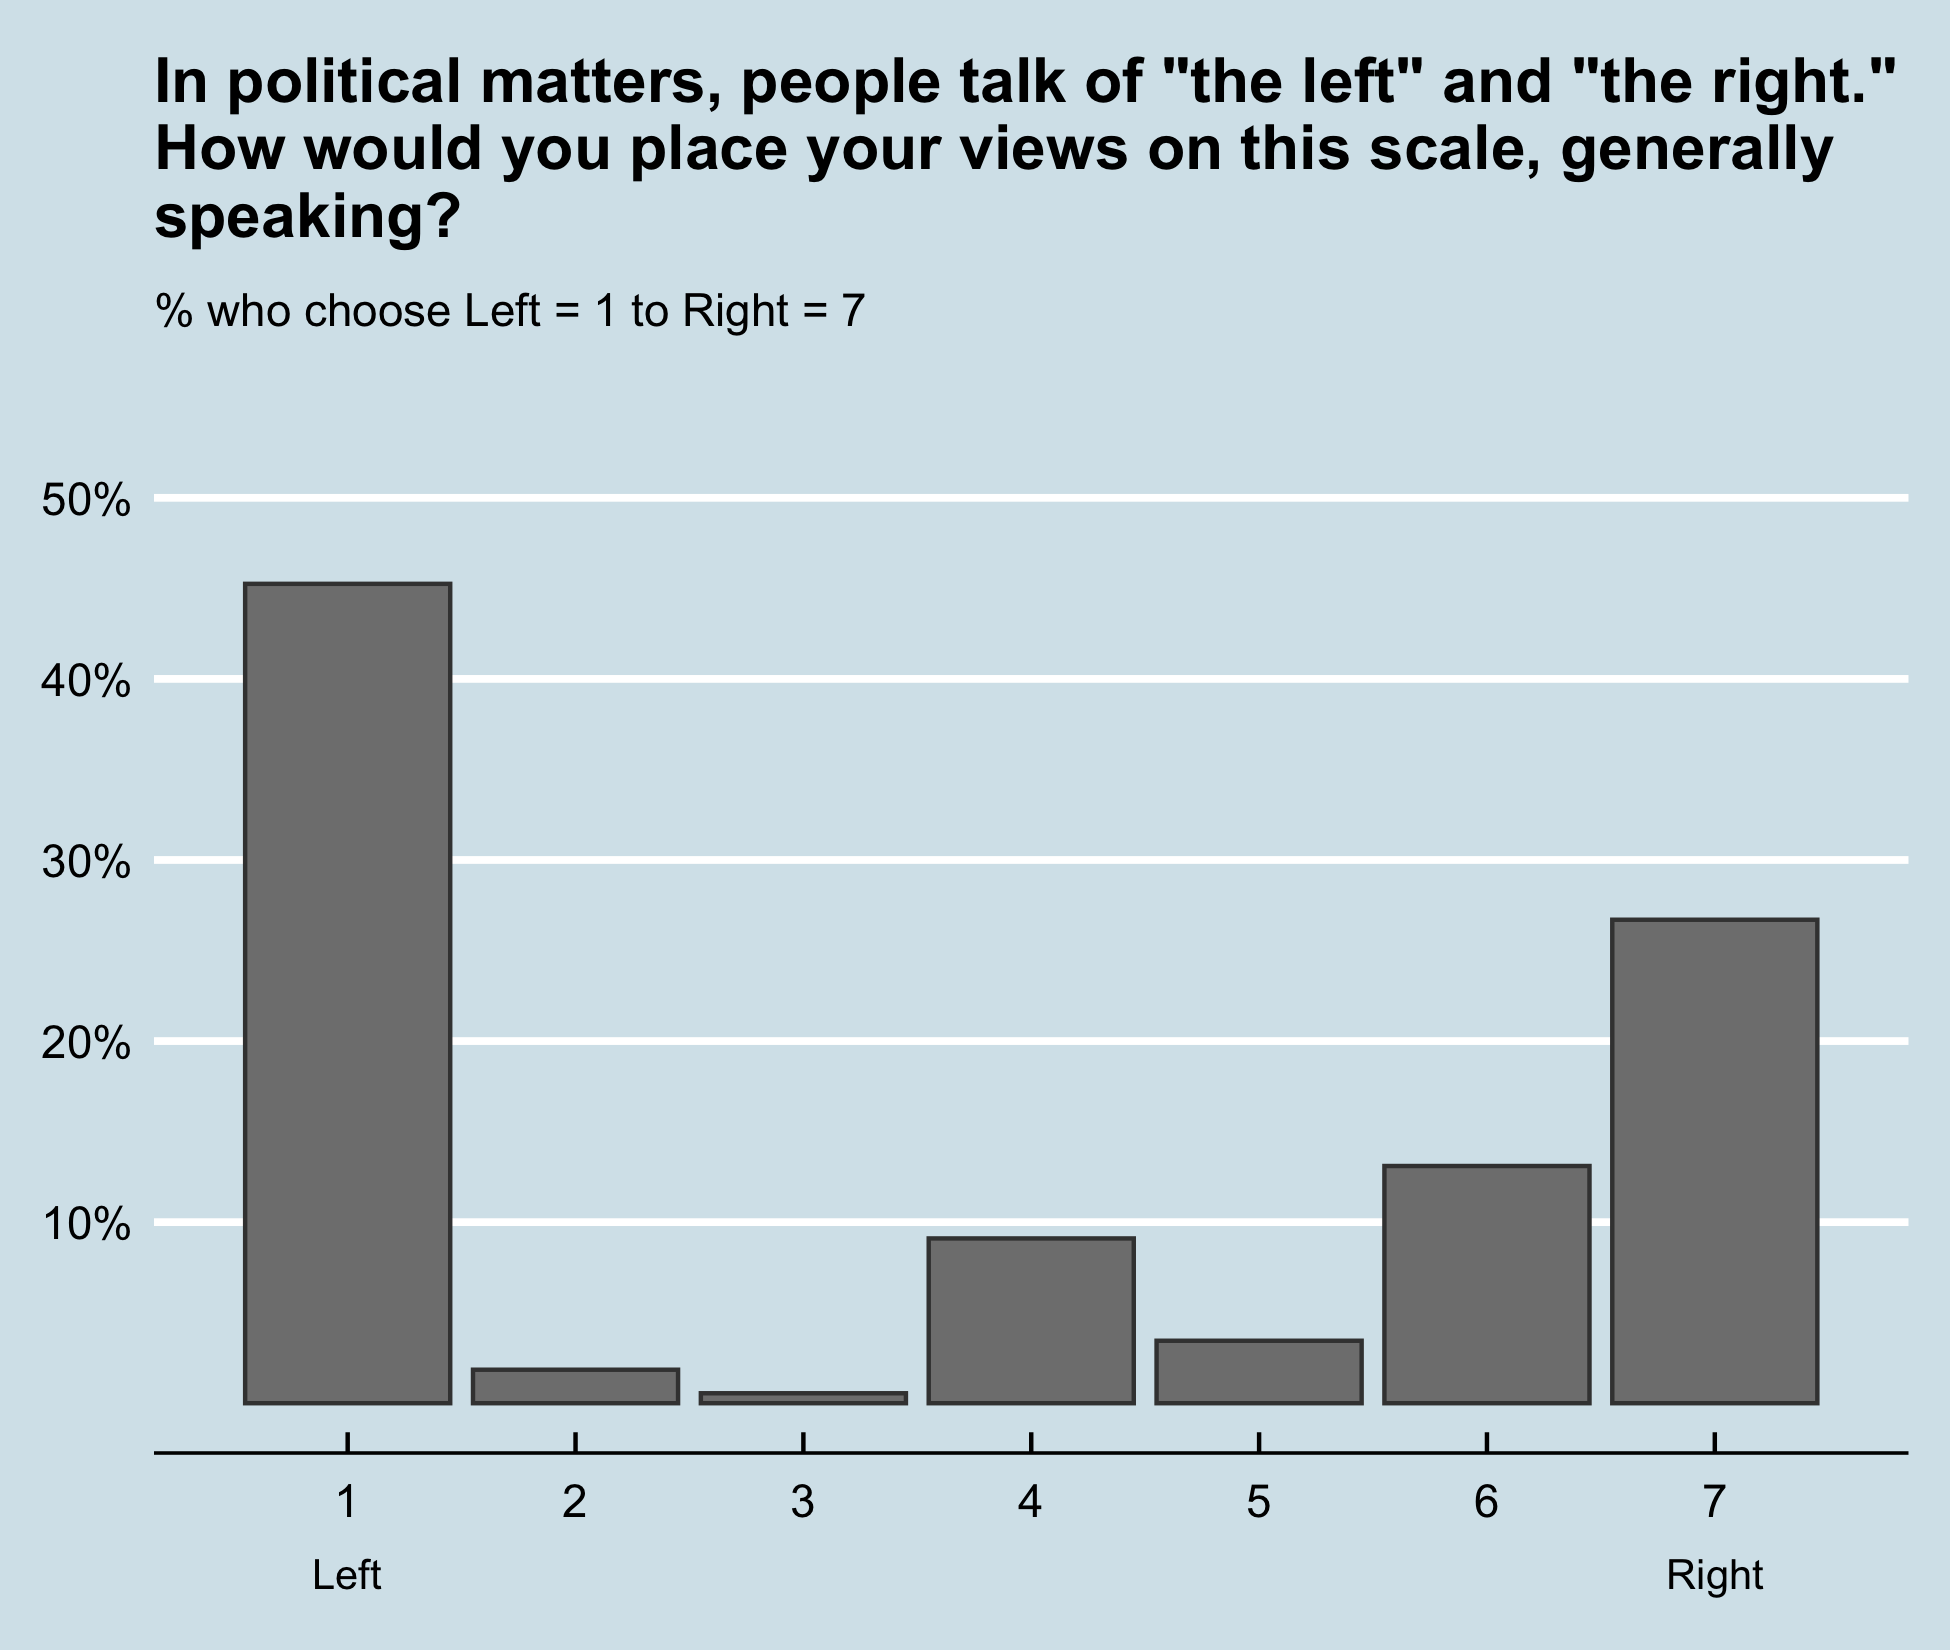 In political matters, people talk of "the left" and "the right."
How would you place your views on this scale, generally
speaking?
% who choose Left = 1 to Right = 7
50%
40%
30%
20%
10%
1 2 3 4 5 6 7
Left Right